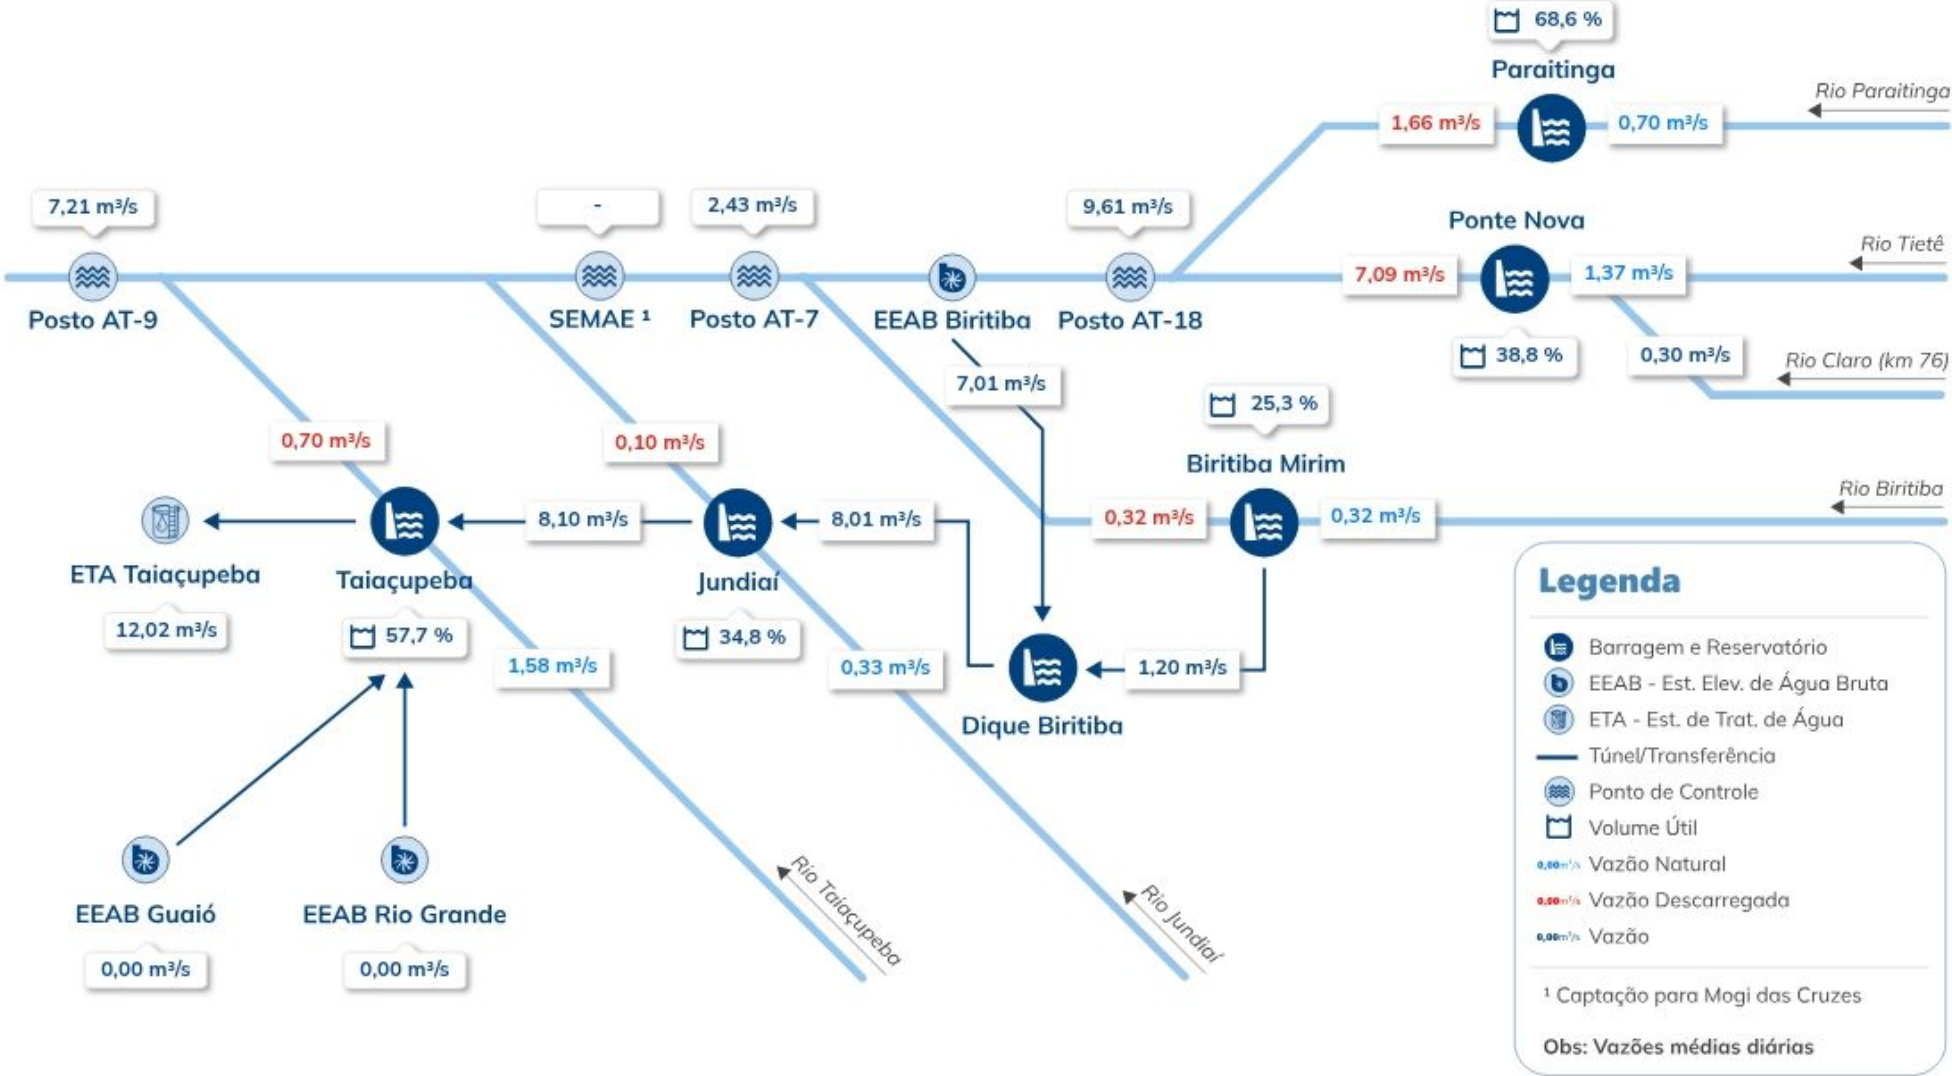 68,6 %
Paraitinga
Rio Paraitinga
1,66 m³/s
0,70 m³/s
7,21 m³/s
-
2,43 m³/s
9,61 m³/s
Ponte Nova
Rio Tietê
7,09 m³/s
1,37 m³/s
Posto AT-9
SEMAE ¹
Posto AT-7
EEAB Biritiba
Posto AT-18
38,8 %
0,30 m³/s
Rio Claro (km 76)
7,01 m³/s
25,3 %
0,70 m³/s
0,10 m³/s
Biritiba Mirim
Rio Biritiba
8,10 m³/s
8,01 m³/s
0,32 m³/s
0,32 m³/s
ETA Taiaçupeba
Taiaçupeba
Jundiaí
12,02 m³/s
57,7 %
34,8 %
1,58 m³/s
0,33 m³/s
1,20 m³/s
Dique Biritiba
Rio Taiaçupeba
Rio Jundiaí
EEAB Guaió
EEAB Rio Grande
0,00 m³/s
0,00 m³/s
Legenda
Barragem e Reservatório
EEAB - Est. Elev. de Água Bruta
ETA - Est. de Trat. de Água
Túnel/Transferência
Ponto de Controle
Volume Útil
0,00m³/s Vazão Natural
0,00m³/s Vazão Descarregada
0,00m³/s Vazão
¹ Captação para Mogi das Cruzes
Obs: Vazões médias diárias